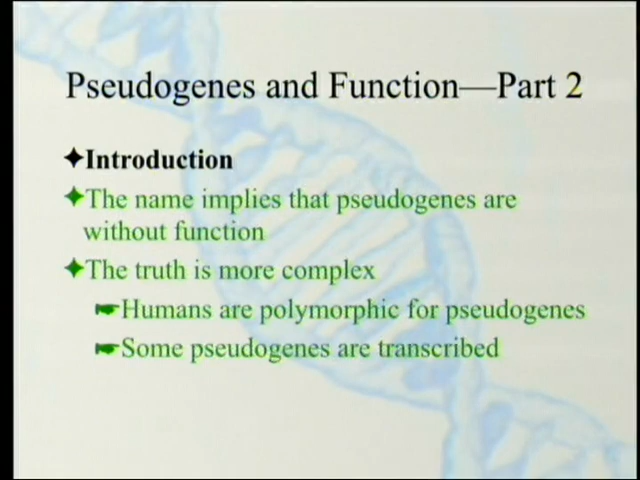 Pseudogenes and Function—Part 2
Introduction
The name implies that pseudogenes are
without function
The truth is more complex
Humans are polymorphic for pseudogenes
Some pseudogenes are transcribed